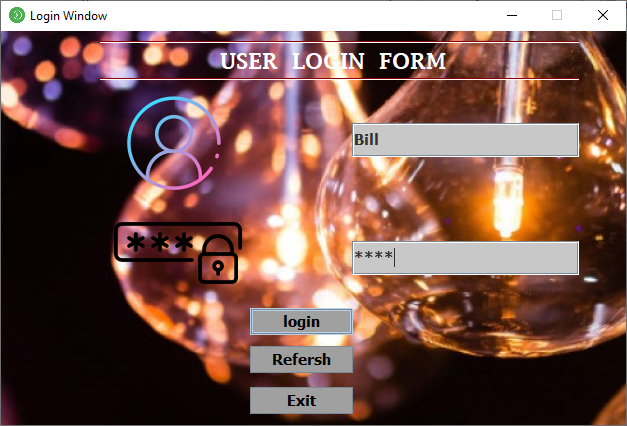 Login Window
USER LOGIN FORM
Bill
***
****
login
Refersh
Exit